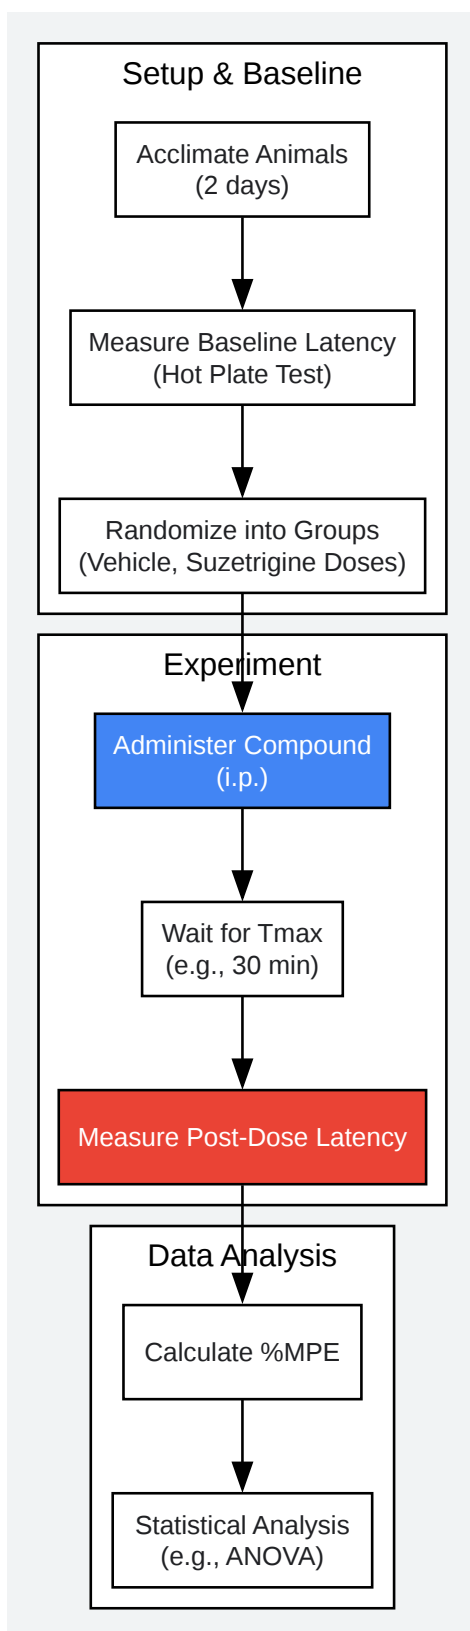 Setup & Baseline
Acclimate Animals
(2 days)
Measure Baseline Latency
(Hot Plate Test)
Randomize into Groups
(Vehicle, Suzetrigine Doses)
Experiment
Administer Compound
(i.p.)
Wait for Tmax
(e.g., 30 min)
Measure Post-Dose Latency
Data Analysis
Calculate %MPE
Statistical Analysis
(e.g., ANOVA)